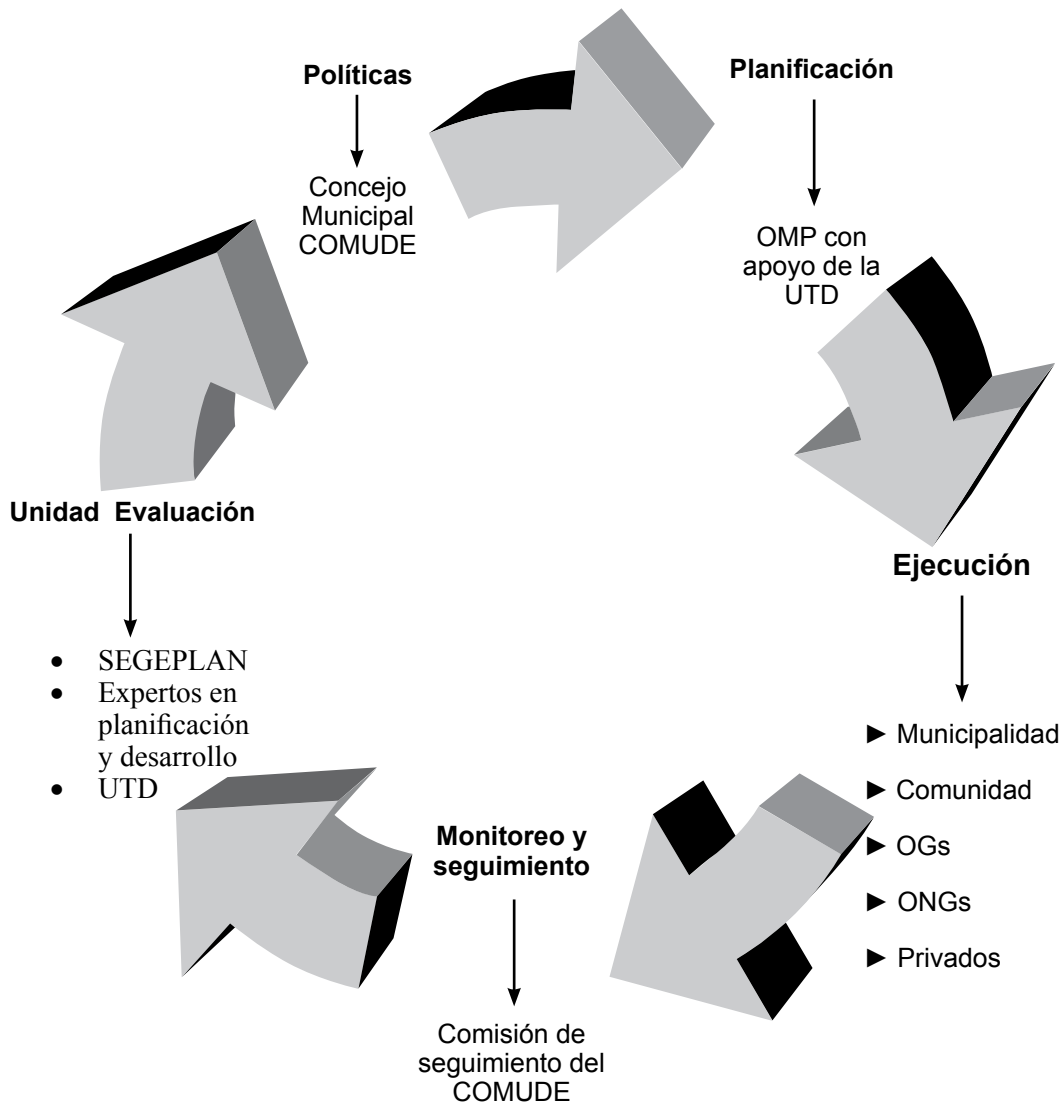 Políticas
Concejo
Municipal
COMUDE
Planificación
OMP con
apoyo de la
UTD
Ejecución
► Municipalidad
► Comunidad
► OGs
► ONGs
► Privados
Monitoreo y
seguimiento
Comisión de
seguimiento del
COMUDE
Unidad Evaluación
• SEGEPLAN
• Expertos en
planificación
y desarrollo
• UTD